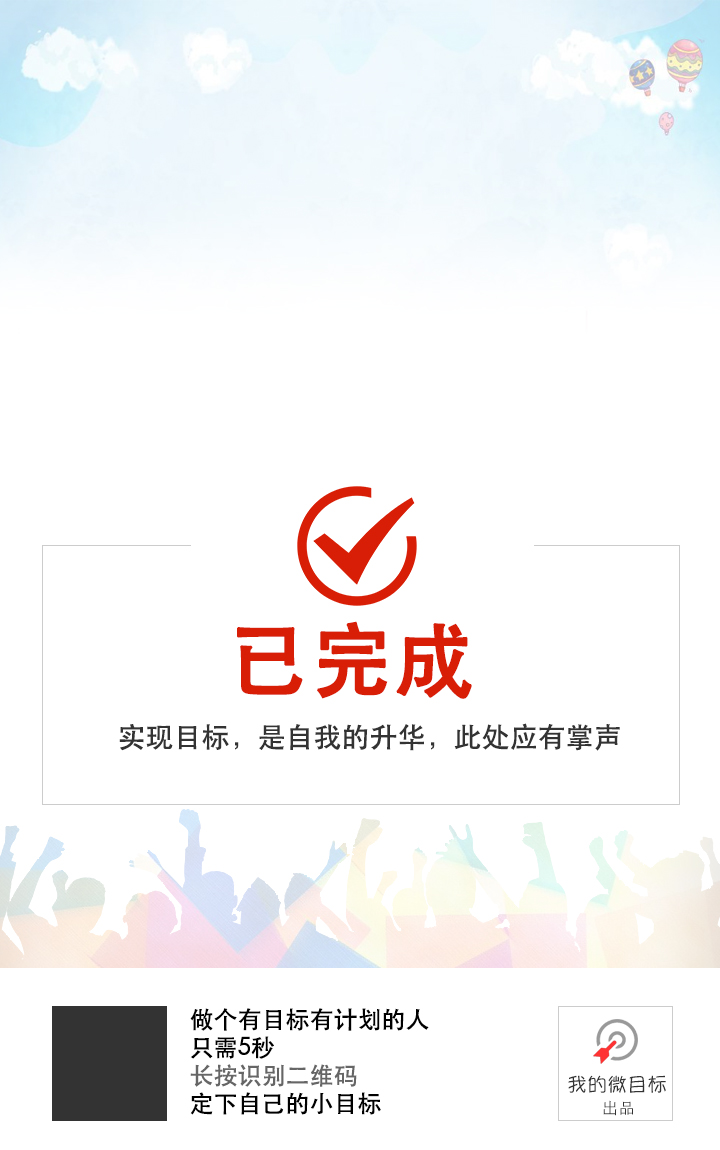 已完成
实现目标，是自我的升华，此处应有掌声
做个有目标有计划的人
只需5秒
长按识别二维码
定下自己的小目标
我的微目标
出品